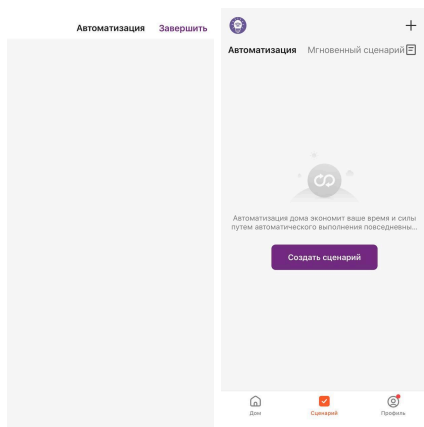 Автоматизация Завершить
Автоматизация Мгновенный сценарий
Автоматизация дома экономит ваше время и силы
путем автоматического выполнения повседневны...
Создать сценарий
Дом Сценарий Профиль